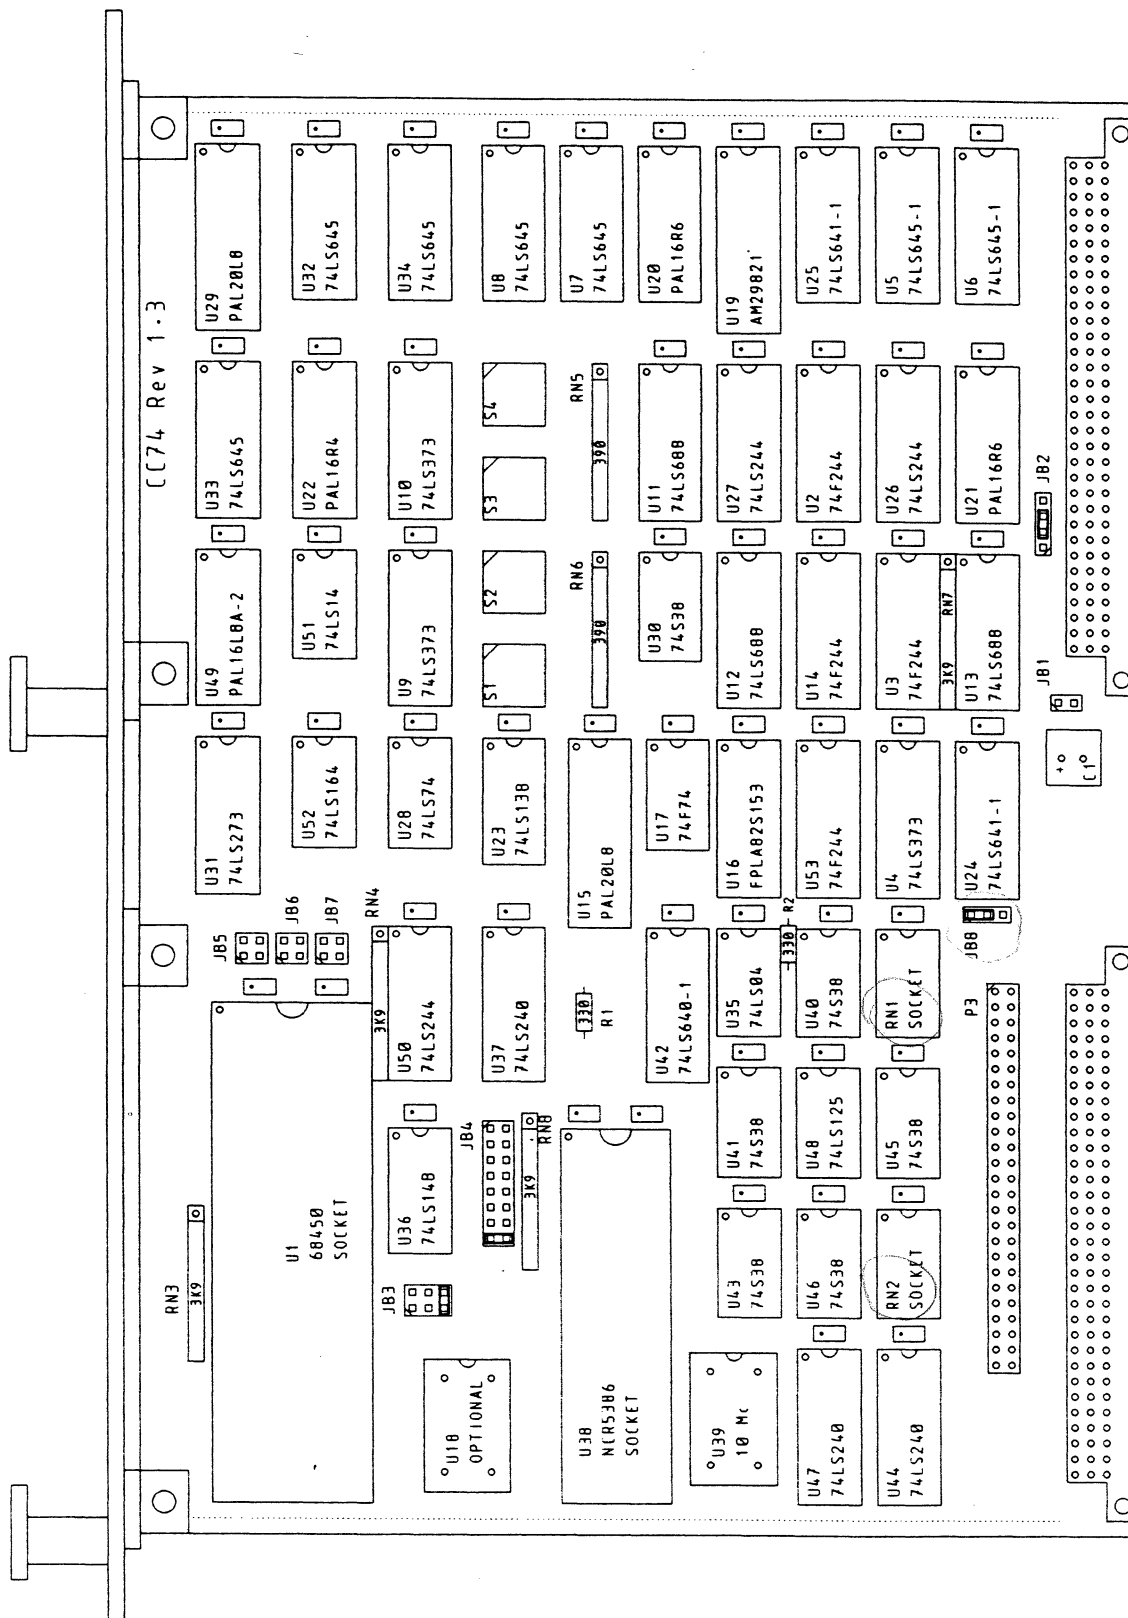 CC74 Rev 1.3
U29
PAL20L8
U33
74LS645
U49
PAL16L8A-2
U31
74LS273
JB5
JB6
JB7
U32
74LS645
U22
PAL16R4
U51
74LS14
U52
74LS164
RN3
3K9
U1
68450
SOCKET
U34
74LS645
U10
74LS373
U9
74LS373
U28
74LS74
RN4
3K9
U50
74LS244
U36
74LS148
JB3
U18
OPTIONAL
U8
74LS645
S4
S3
S2
S1
U23
74LS138
U37
74LS240
JB4
RN8
3K9
U7
74LS645
RN5
390
RN6
390
U15
PAL20L8
330
R1
U38
NCR5386
SOCKET
U20
PAL16R6
U11
74LS688
U30
74S38
U17
74F74
U42
74LS640-1
U39
10 Mc
U19
AM29821
U27
74LS244
U12
74LS688
U16
FPLA82S153
U35
74LS04
R2
330
U41
74S38
U43
74S38
U25
74LS641-1
U2
74F244
U14
74F244
U53
74F244
U40
74S38
U48
74LS125
U46
74S38
U47
74LS240
U5
74LS645-1
U26
74LS244
U3
74F244
U4
74LS373
RN1
SOCKET
U45
74S38
RN2
SOCKET
U44
74LS240
RN7
3K9
U6
74LS645-1
U21
PAL16R6
U13
74LS688
U24
74LS641-1
JB8
P3
JB2
JB1
+
C1